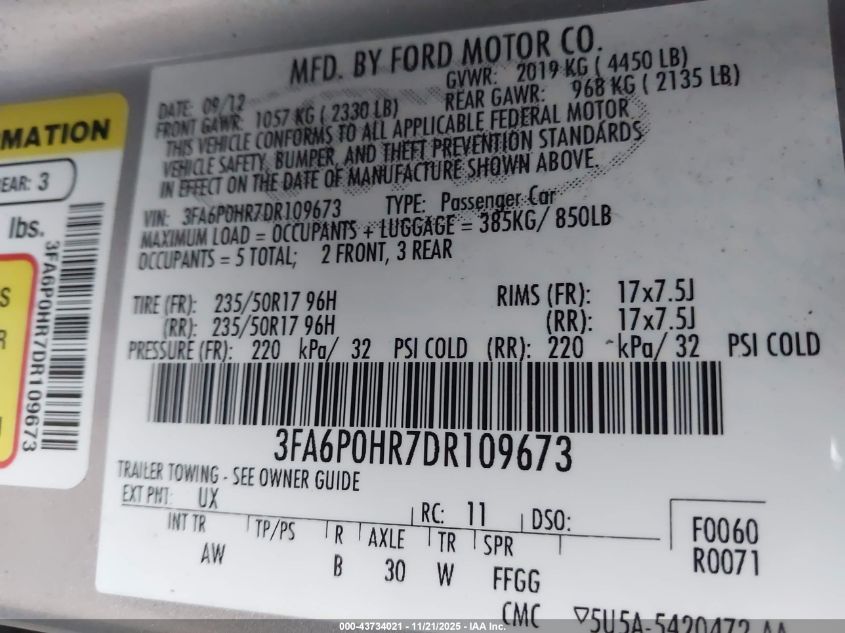 MFD. BY FORD MOTOR CO.
DATE: 09/12 GVWR: 2019 KG ( 4450 LB)
FRONT GAWR: 1057 KG ( 2330 LB) REAR GAWR: 968 KG ( 2135 LB)
THIS VEHICLE CONFORMS TO ALL APPLICABLE FEDERAL MOTOR
VEHICLE SAFETY, BUMPER, AND THEFT PREVENTION STANDARDS
IN EFFECT ON THE DATE OF MANUFACTURE SHOWN ABOVE.
VIN: 3FA6P0HR7DR109673 TYPE: Passenger Car
MAXIMUM LOAD = OCCUPANTS + LUGGAGE = 385KG/ 850LB
OCCUPANTS = 5 TOTAL; 2 FRONT, 3 REAR
TIRE (FR): 235/50R17 96H RIMS (FR): 17x7.5J
(RR): 235/50R17 96H (RR): 17x7.5J
PRESSURE (FR): 220 kPa/ 32 PSI COLD (RR): 220 kPa/ 32 PSI COLD
3FA6P0HR7DR109673
TRAILER TOWING - SEE OWNER GUIDE
EXT PNT: UX RC: 11 DSO:
INT TR TP/PS R AXLE TR SPR F0060
AW B 30 W FFGG R0071
CMC ▽5U5A-5420472-AA
MATION
EAR: 3
lbs.
3FA6P0HR7DR109673
S
R
000-43734021 - 11/21/2025 - IAA Inc.